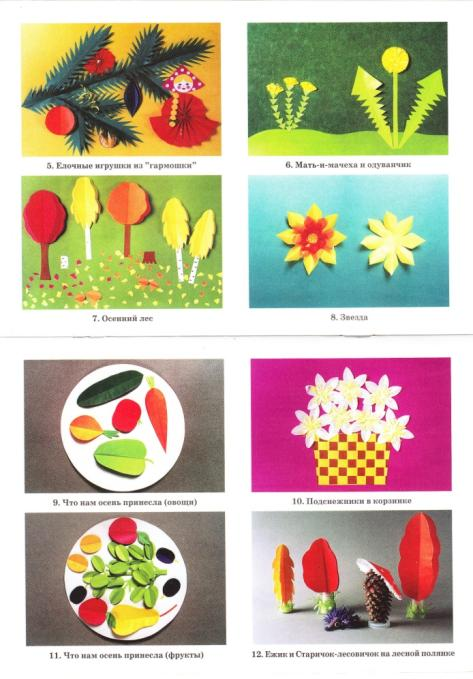 5. Елочные игрушки из "гармошки"
6. Мать-и-мачеха и одуванчик
7. Осенний лес
8. Звезда
9. Что нам осень принесла (овощи)
10. Подснежники в корзинке
11. Что нам осень принесла (фрукты)
12. Ежик и Старичок-лесовичок на лесной полянке